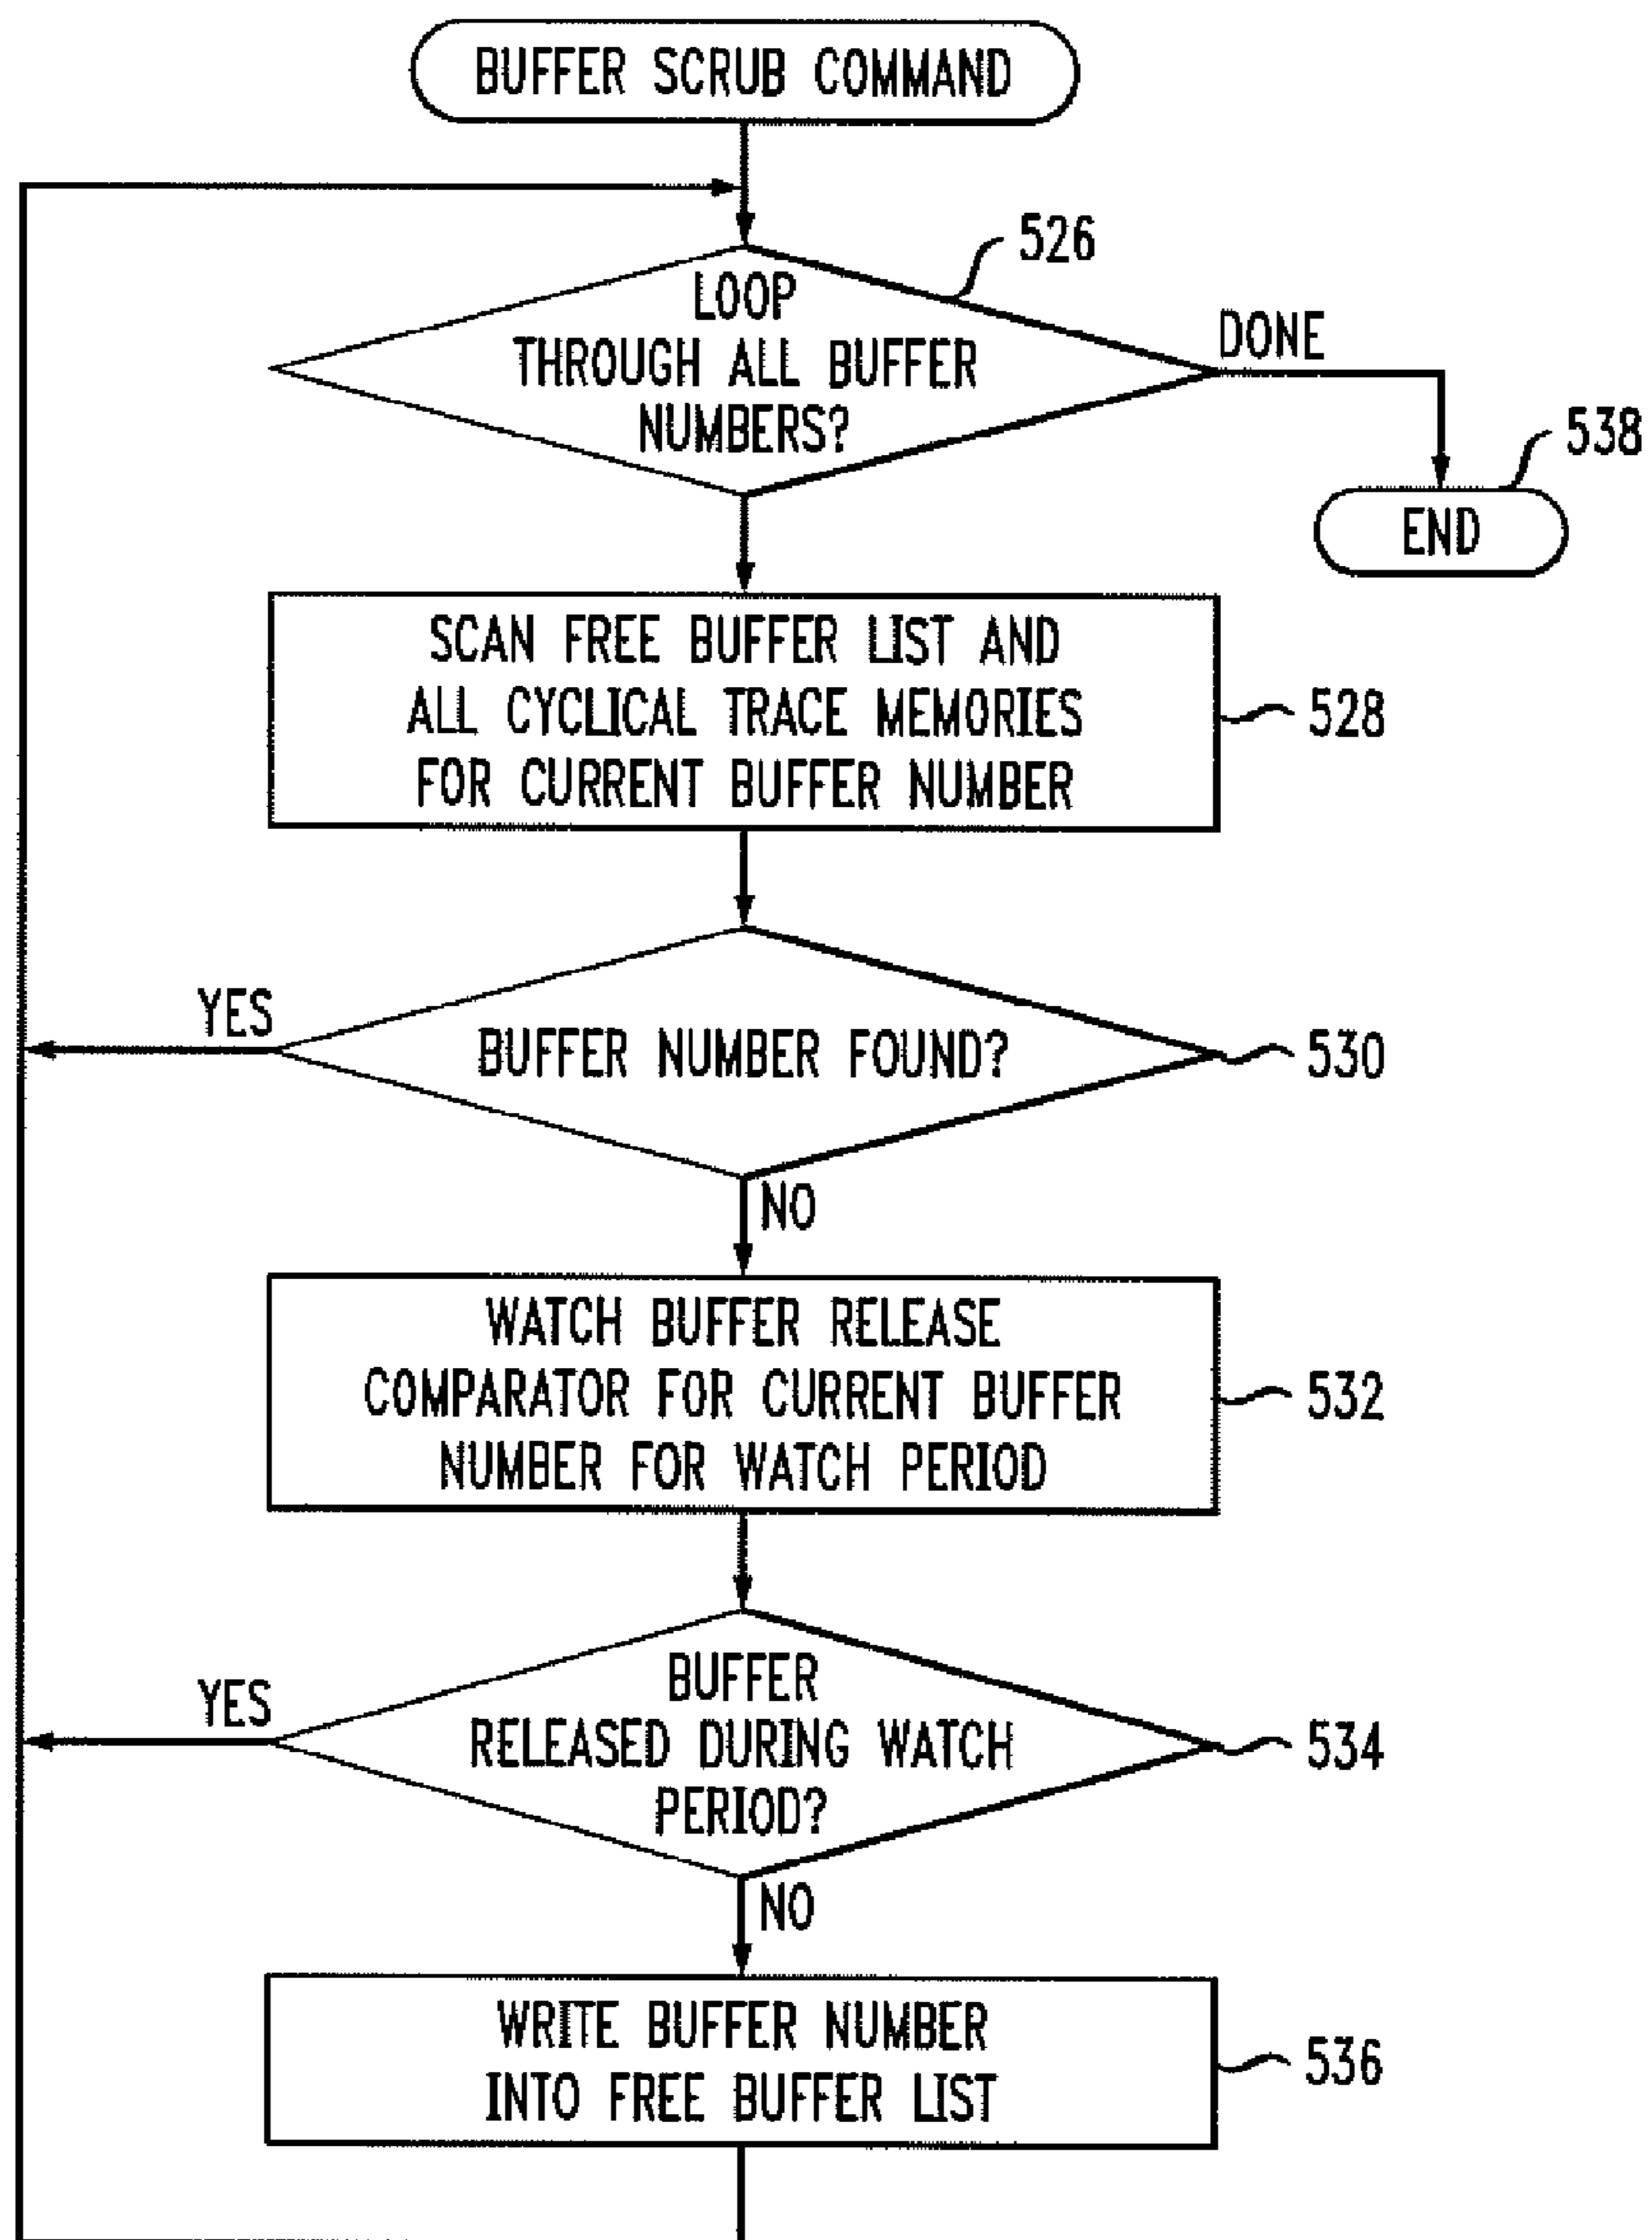 BUFFER SCRUB COMMAND
526
LOOP
THROUGH ALL BUFFER
NUMBERS?
DONE
538
END
SCAN FREE BUFFER LIST AND
ALL CYCLICAL TRACE MEMORIES
FOR CURRENT BUFFER NUMBER
528
YES
BUFFER NUMBER FOUND?
530
NO
WATCH BUFFER RELEASE
COMPARATOR FOR CURRENT BUFFER
NUMBER FOR WATCH PERIOD
532
YES
BUFFER
RELEASED DURING WATCH
PERIOD?
534
NO
WRITE BUFFER NUMBER
INTO FREE BUFFER LIST
536